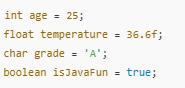 int age = 25;
float temperature = 36.6f;
char grade = 'A';
boolean isJavaFun = true;